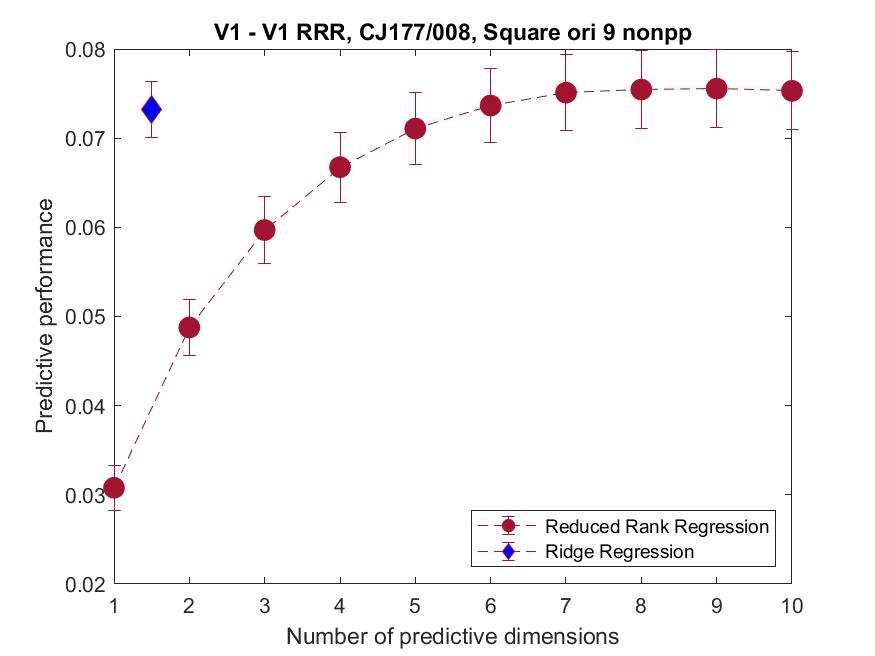 V1 - V1 RRR, CJ177/008, Square ori 9 nonpp
0.08
0.07
0.06
0.05
0.04
0.03
0.02
Predictive performance
Reduced Rank Regression
Ridge Regression
1 2 3 4 5 6 7 8 9 10
Number of predictive dimensions